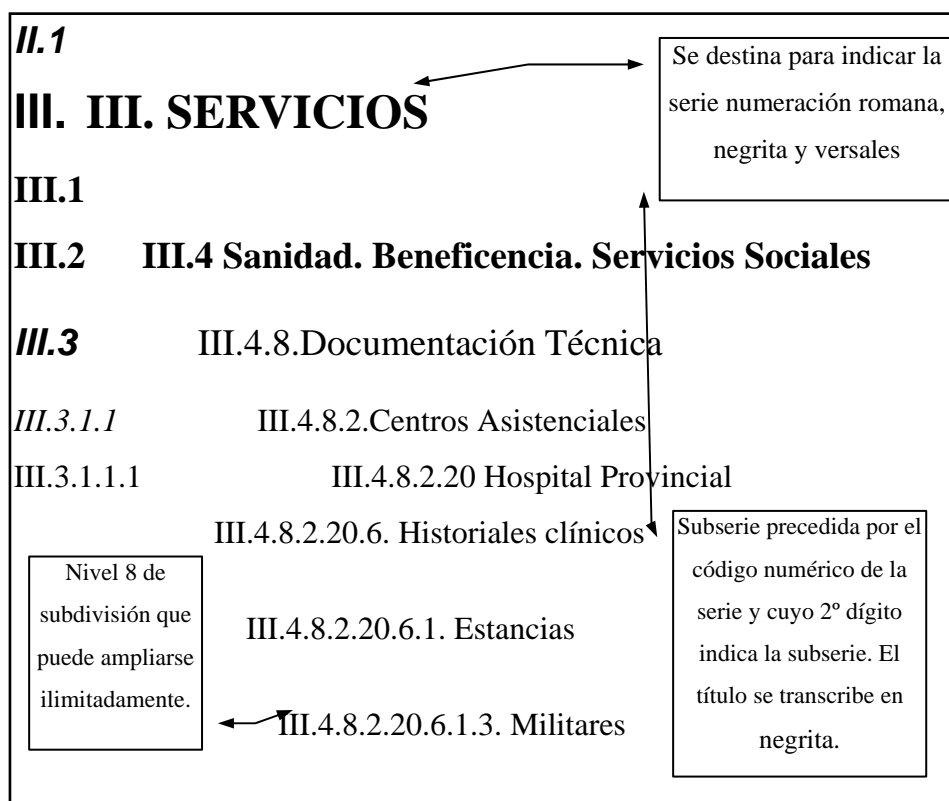 II.1
Se destina para indicar la
serie numeración romana,
negrita y versales
III. III. SERVICIOS
III.1
III.2 III.4 Sanidad. Beneficencia. Servicios Sociales
III.3 III.4.8.Documentación Técnica
III.3.1.1 III.4.8.2.Centros Asistenciales
III.3.1.1.1 III.4.8.2.20 Hospital Provincial
III.4.8.2.20.6. Historiales clínicos
Subserie precedida por el
código numérico de la
serie y cuyo 2º dígito
indica la subserie. El
título se transcribe en
negrita.
Nivel 8 de
subdivisión que
puede ampliarse
ilimitadamente.
III.4.8.2.20.6.1. Estancias
III.4.8.2.20.6.1.3. Militares